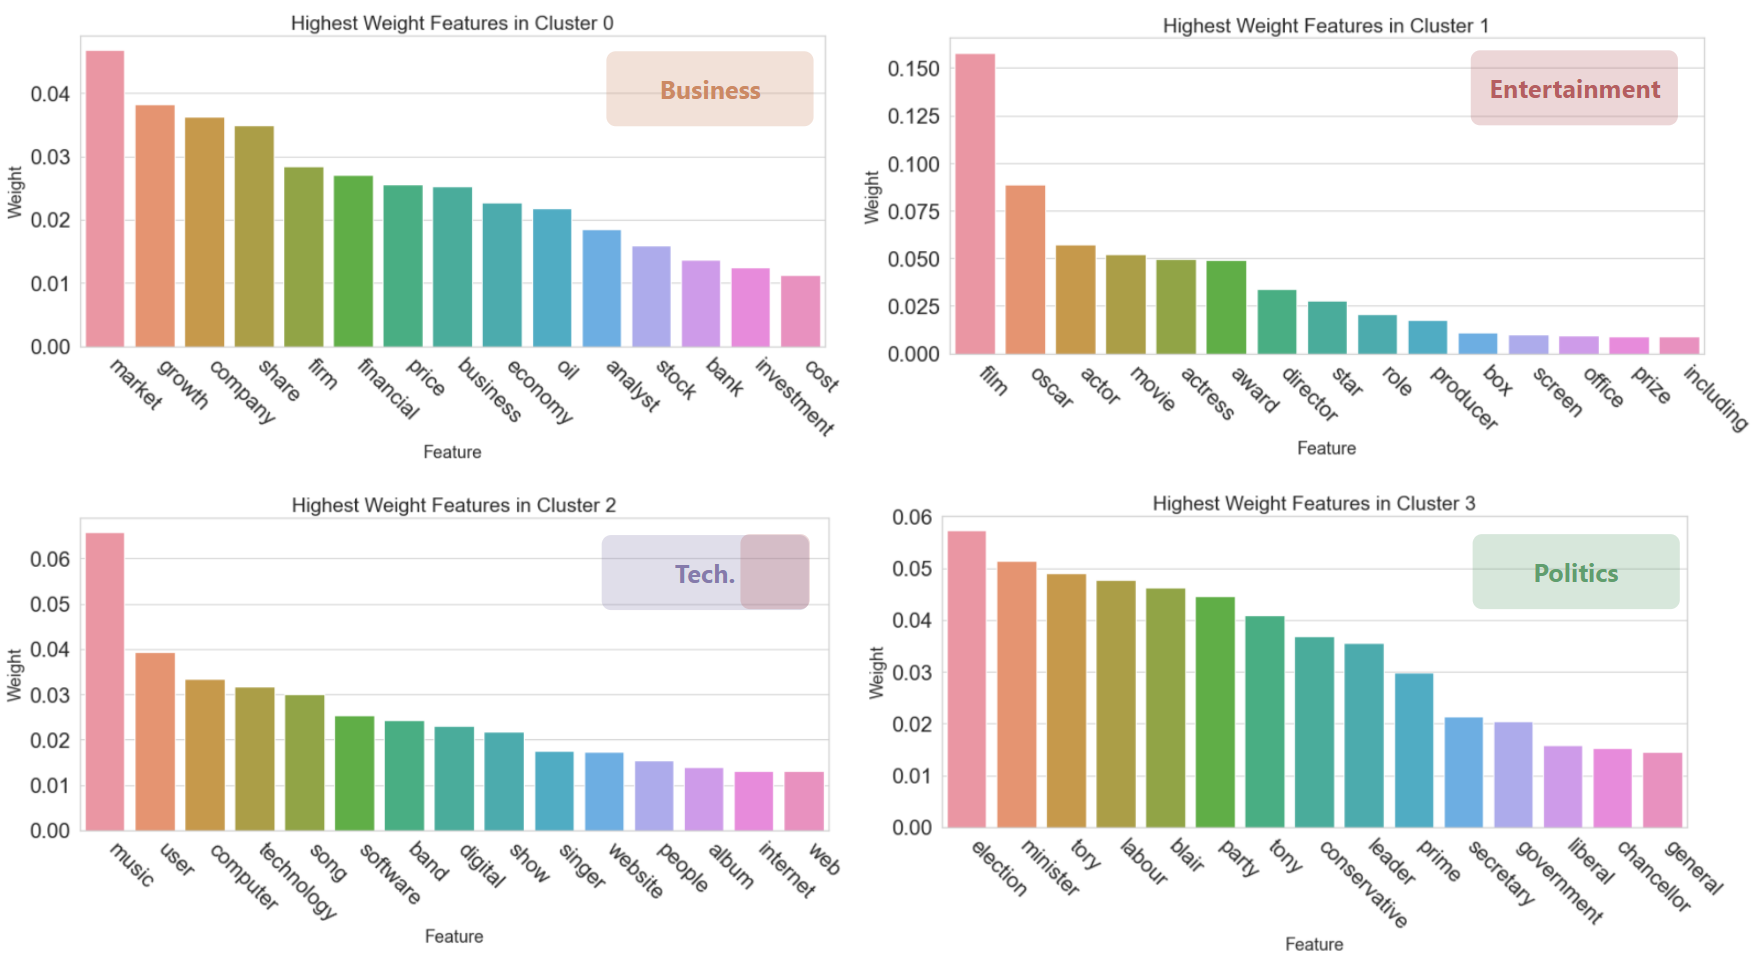 Highest Weight Features in Cluster 0
Business
Weight
0.04
0.03
0.02
0.01
0.00
market
growth
company
share
firm
financial
price
business
economy
oil
analyst
stock
bank
investment
cost
Feature
Highest Weight Features in Cluster 1
Entertainment
Weight
0.150
0.125
0.100
0.075
0.050
0.025
0.000
film
oscar
actor
movie
actress
award
director
star
role
producer
box
screen
office
prize
including
Feature
Highest Weight Features in Cluster 2
Tech.
Weight
0.06
0.05
0.04
0.03
0.02
0.01
0.00
music
user
computer
technology
song
software
band
digital
show
singer
website
people
album
internet
web
Feature
Highest Weight Features in Cluster 3
Politics
Weight
0.06
0.05
0.04
0.03
0.02
0.01
0.00
election
minister
tory
labour
blair
party
tony
conservative
leader
prime
secretary
government
liberal
chancellor
general
Feature